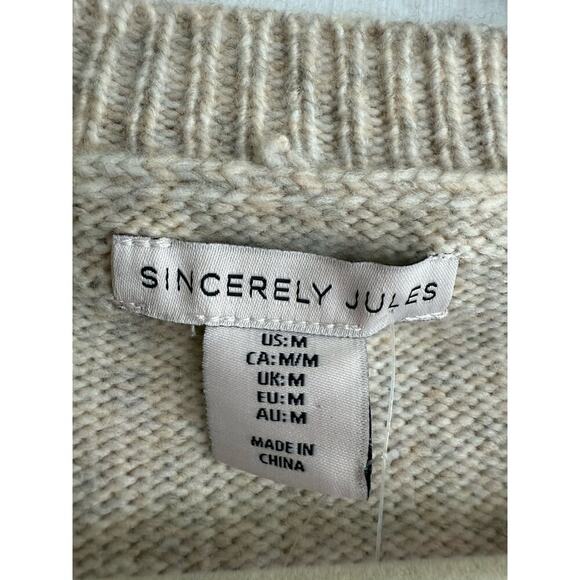 SINCERELY JULES
US: M
CA: M/M
UK: M
EU: M
AU: M
MADE IN
CHINA